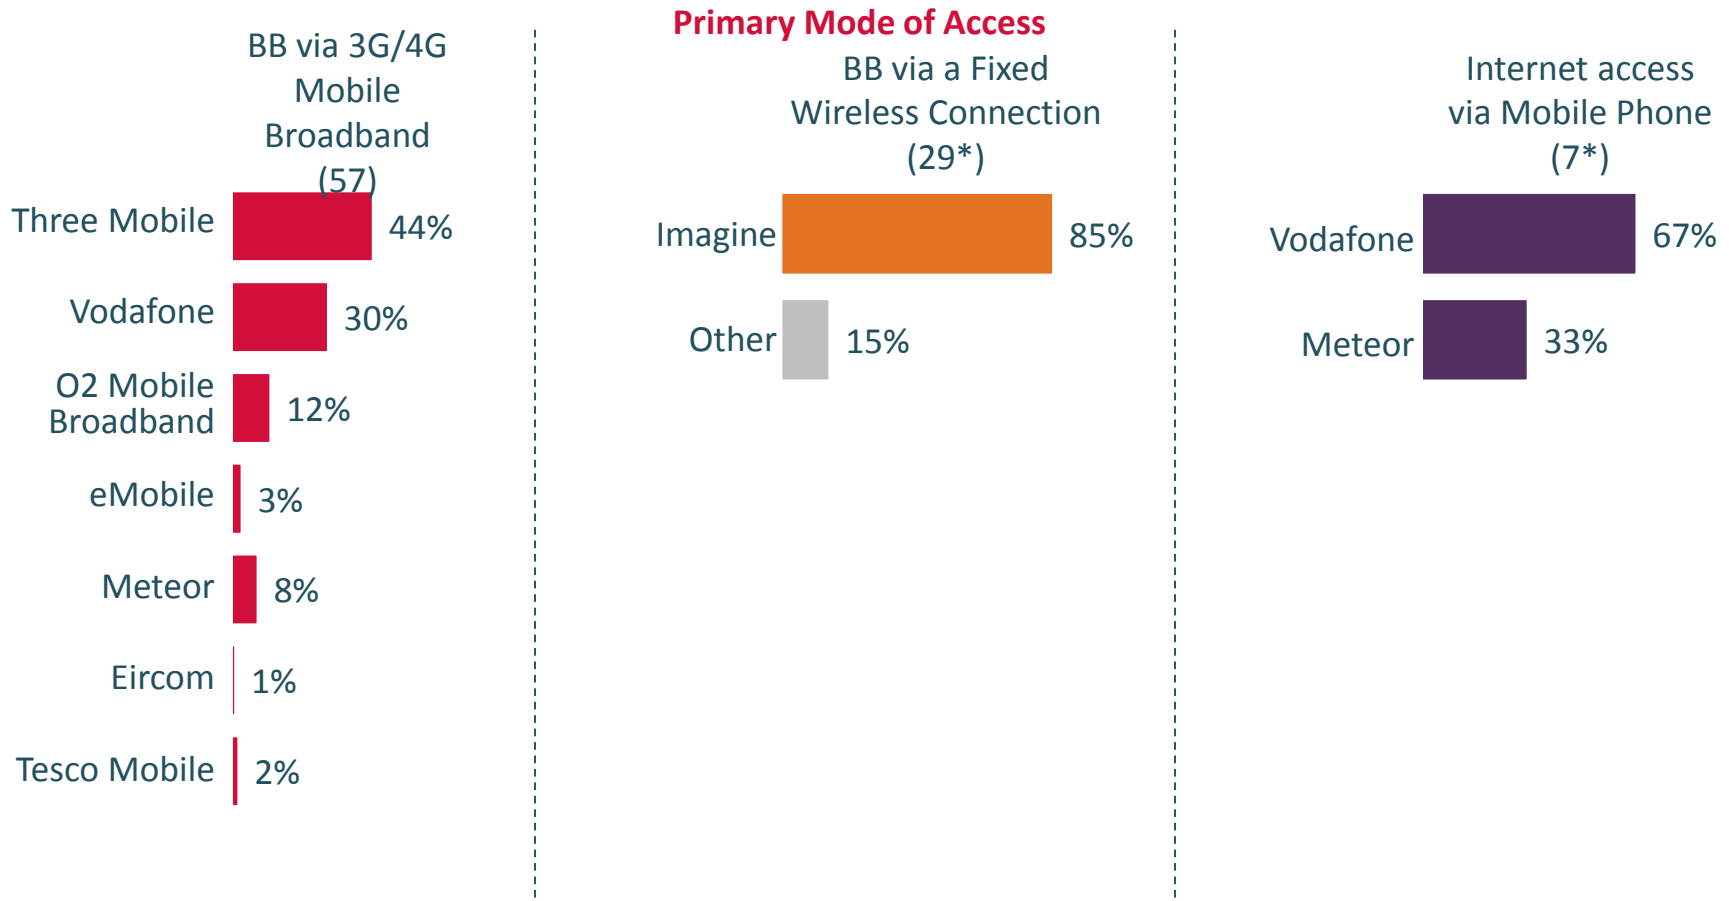 Primary Mode of Access
BB via 3G/4G
Mobile
Broadband
(57)
Three Mobile 44%
Vodafone 30%
O2 Mobile
Broadband 12%
eMobile 3%
Meteor 8%
Eircom 1%
Tesco Mobile 2%
BB via a Fixed
Wireless Connection
(29*)
Imagine 85%
Other 15%
Internet access
via Mobile Phone
(7*)
Vodafone 67%
Meteor 33%